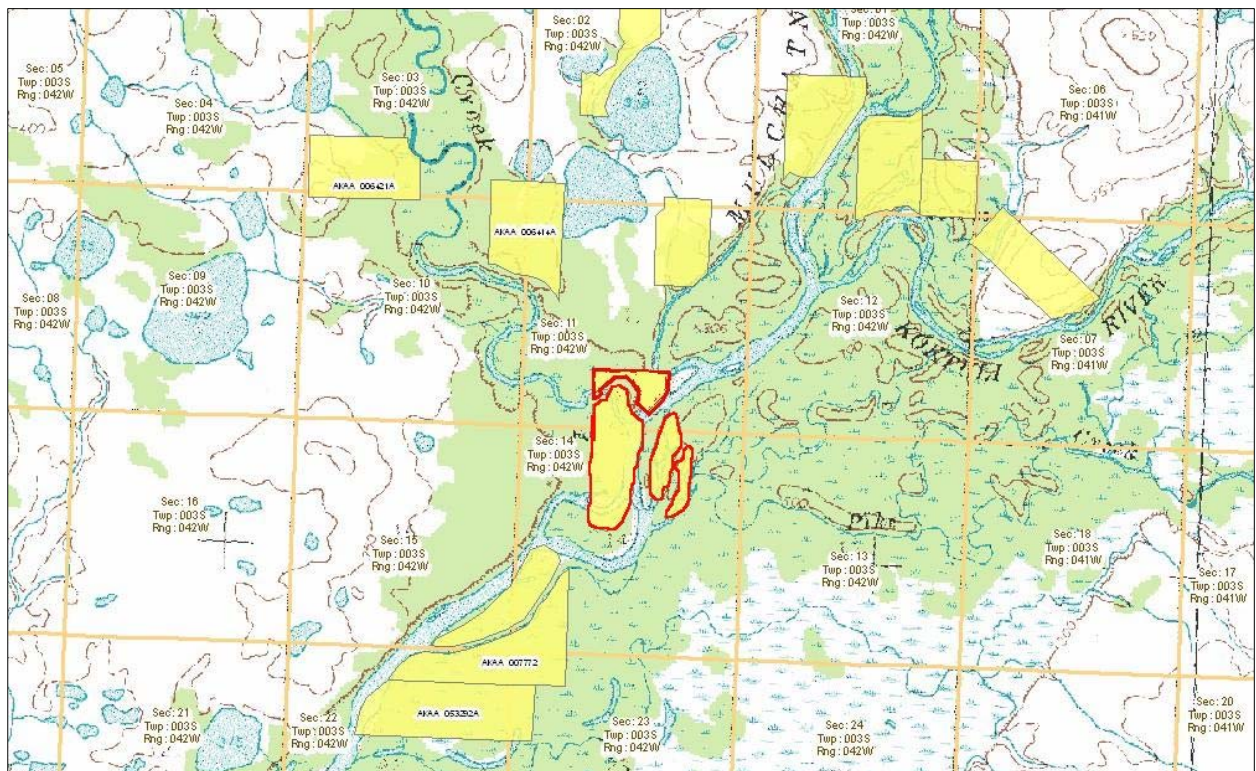 Sec: 02
Twp: 003S
Rng: 042W
Twp: 003S
Rng: 042W
Sec: 05
Twp: 003S
Rng: 042W
Sec: 03
Twp: 003S
Rng: 042W
Sec: 04
Twp: 003S
Rng: 042W
Sec: 06
Twp: 003S
Rng: 041W
Creek
AKAA 006421A
AKAA 006414A
Sec: 09
Twp: 003S
Rng: 042W
Sec: 10
Twp: 003S
Rng: 042W
Sec: 08
Twp: 003S
Rng: 042W
Sec: 11
Twp: 003S
Rng: 042W
Sec: 12
Twp: 003S
Rng: 042W
RIVER
Sec: 07
Twp: 003S
Rng: 041W
Sec: 14
Twp: 003S
Rng: 042W
Sec: 16
Twp: 003S
Rng: 042W
Pike
Sec: 15
Twp: 003S
Rng: 042W
Sec: 13
Twp: 003S
Rng: 042W
Sec: 18
Twp: 003S
Rng: 041W
Sec: 17
Twp: 003S
Rng: 041W
AKAA 007772
AKAA 053292A
Sec: 21
Twp: 003S
Rng: 042W
Sec: 22
Twp: 003S
Rng: 042W
Sec: 23
Twp: 003S
Rng: 042W
Sec: 24
Twp: 003S
Rng: 042W
Sec: 20
Twp: 003S
Rng: 041W